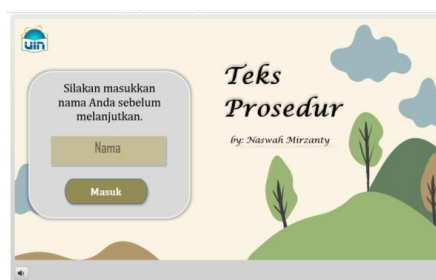 uin
Silakan masukkan
nama Anda sebelum
melanjutkan.
Nama
Masuk
Teks
Prosedur
by: Naswah Mirzanty